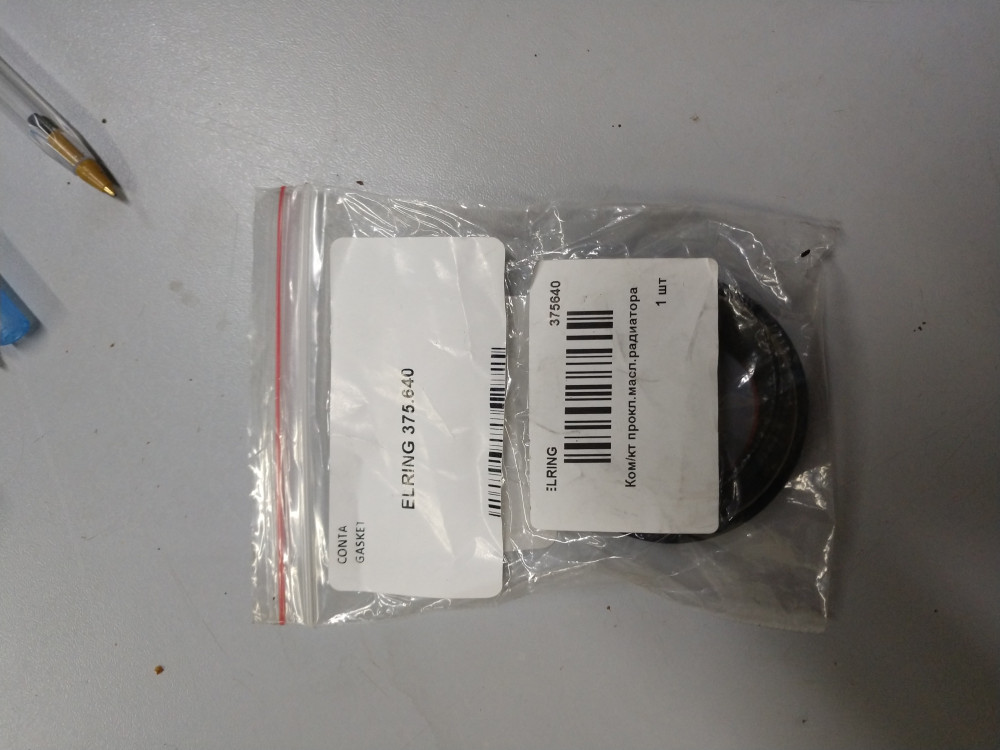 CONTA
GASKET
ELRING 375.640
ELRING 375640
Ком/кт прокл.масл.радиатора
1 шт